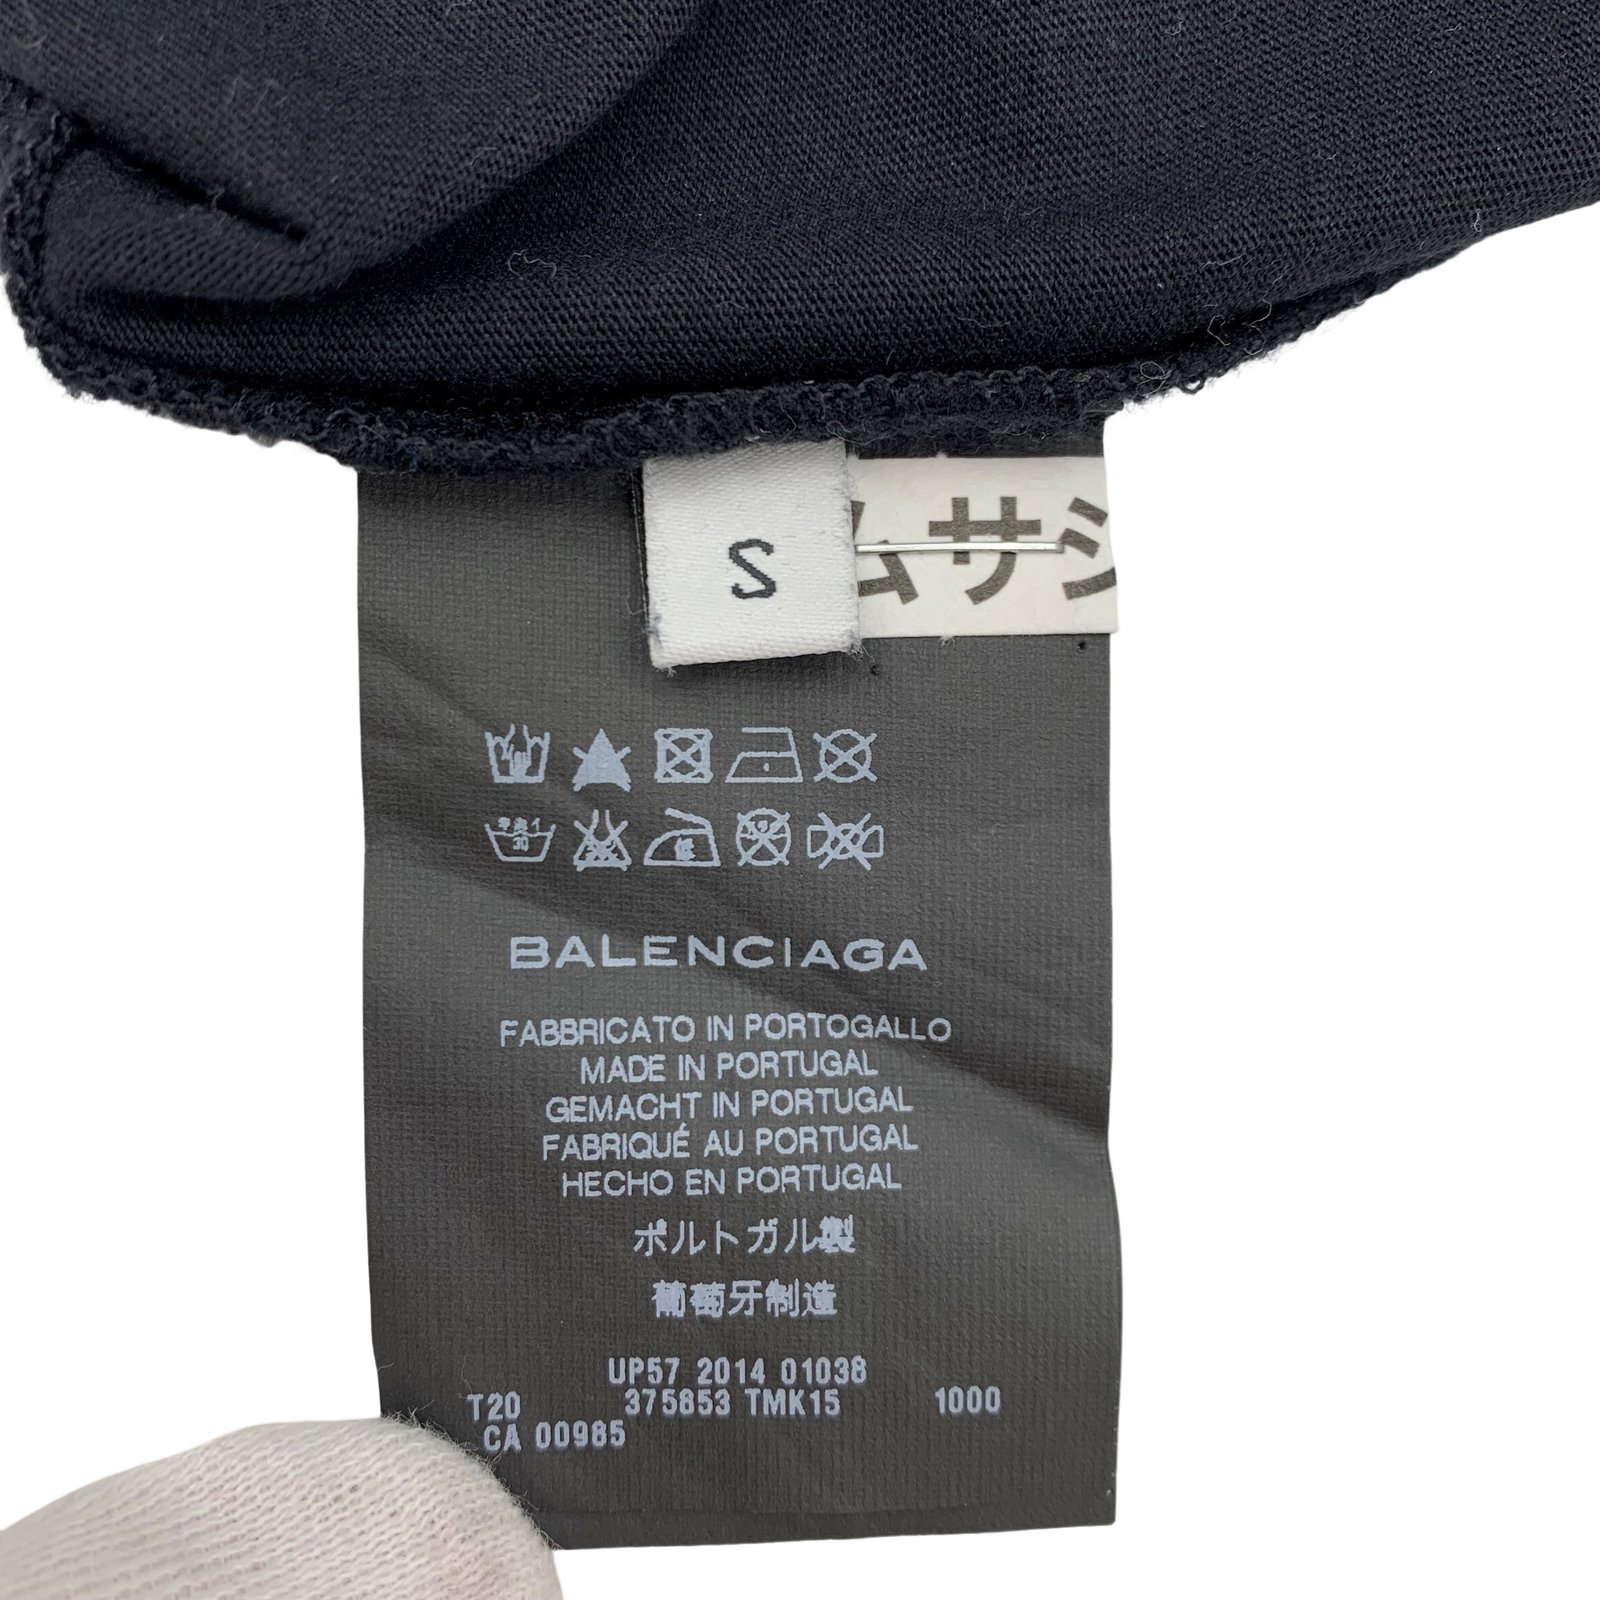 S
ムサシ
BALENCIAGA
FABBRICATO IN PORTOGALLO
MADE IN PORTUGAL
GEMACHT IN PORTUGAL
FABRIQUÉ AU PORTUGAL
HECHO EN PORTUGAL
ポルトガル製
葡萄牙制造
UP57 2014 01038
T20 375853 TMK15 1000
CA 00985